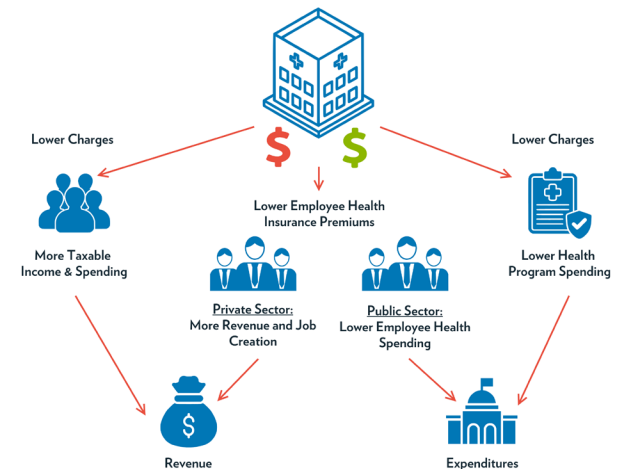 $ $
Lower Charges
Lower Charges
Lower Employee Health
Insurance Premiums
More Taxable
Income & Spending
Lower Health
Program Spending
Private Sector:
More Revenue and Job
Creation
Public Sector:
Lower Employee Health
Spending
$
Revenue
Expenditures